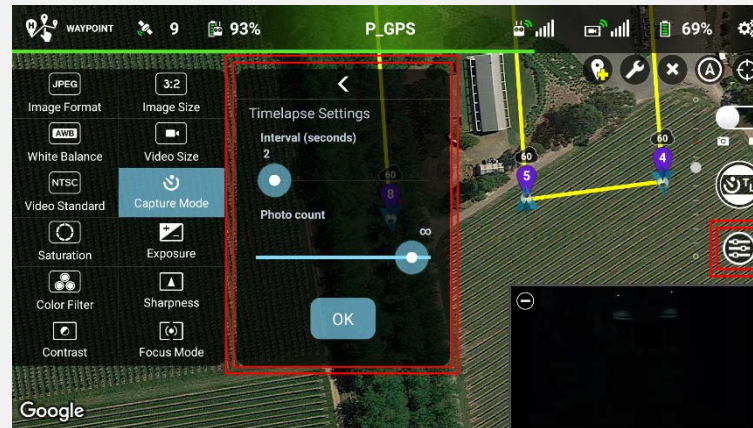 WAYPOINT 9 93% P_GPS 69%
JPEG 3:2
Image Format Image Size
AWB
White Balance Video Size
NTSC
Video Standard Capture Mode
Saturation Exposure
Color Filter Sharpness
Contrast Focus Mode
Timelapse Settings
Interval (seconds)
2
Photo count
∞
OK
A
60
8
60
5
60
4
TL
H
Google